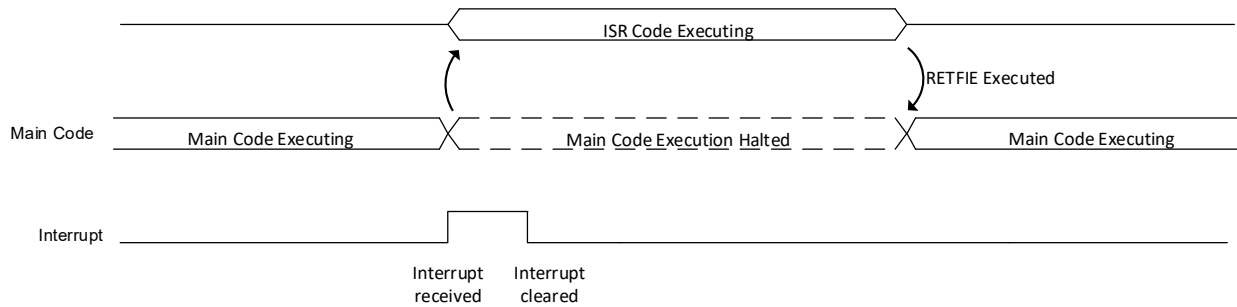 ISR Code Executing
RETFIE Executed
Main Code
Main Code Executing
Main Code Execution Halted
Main Code Executing
Interrupt
Interrupt
received
Interrupt
cleared